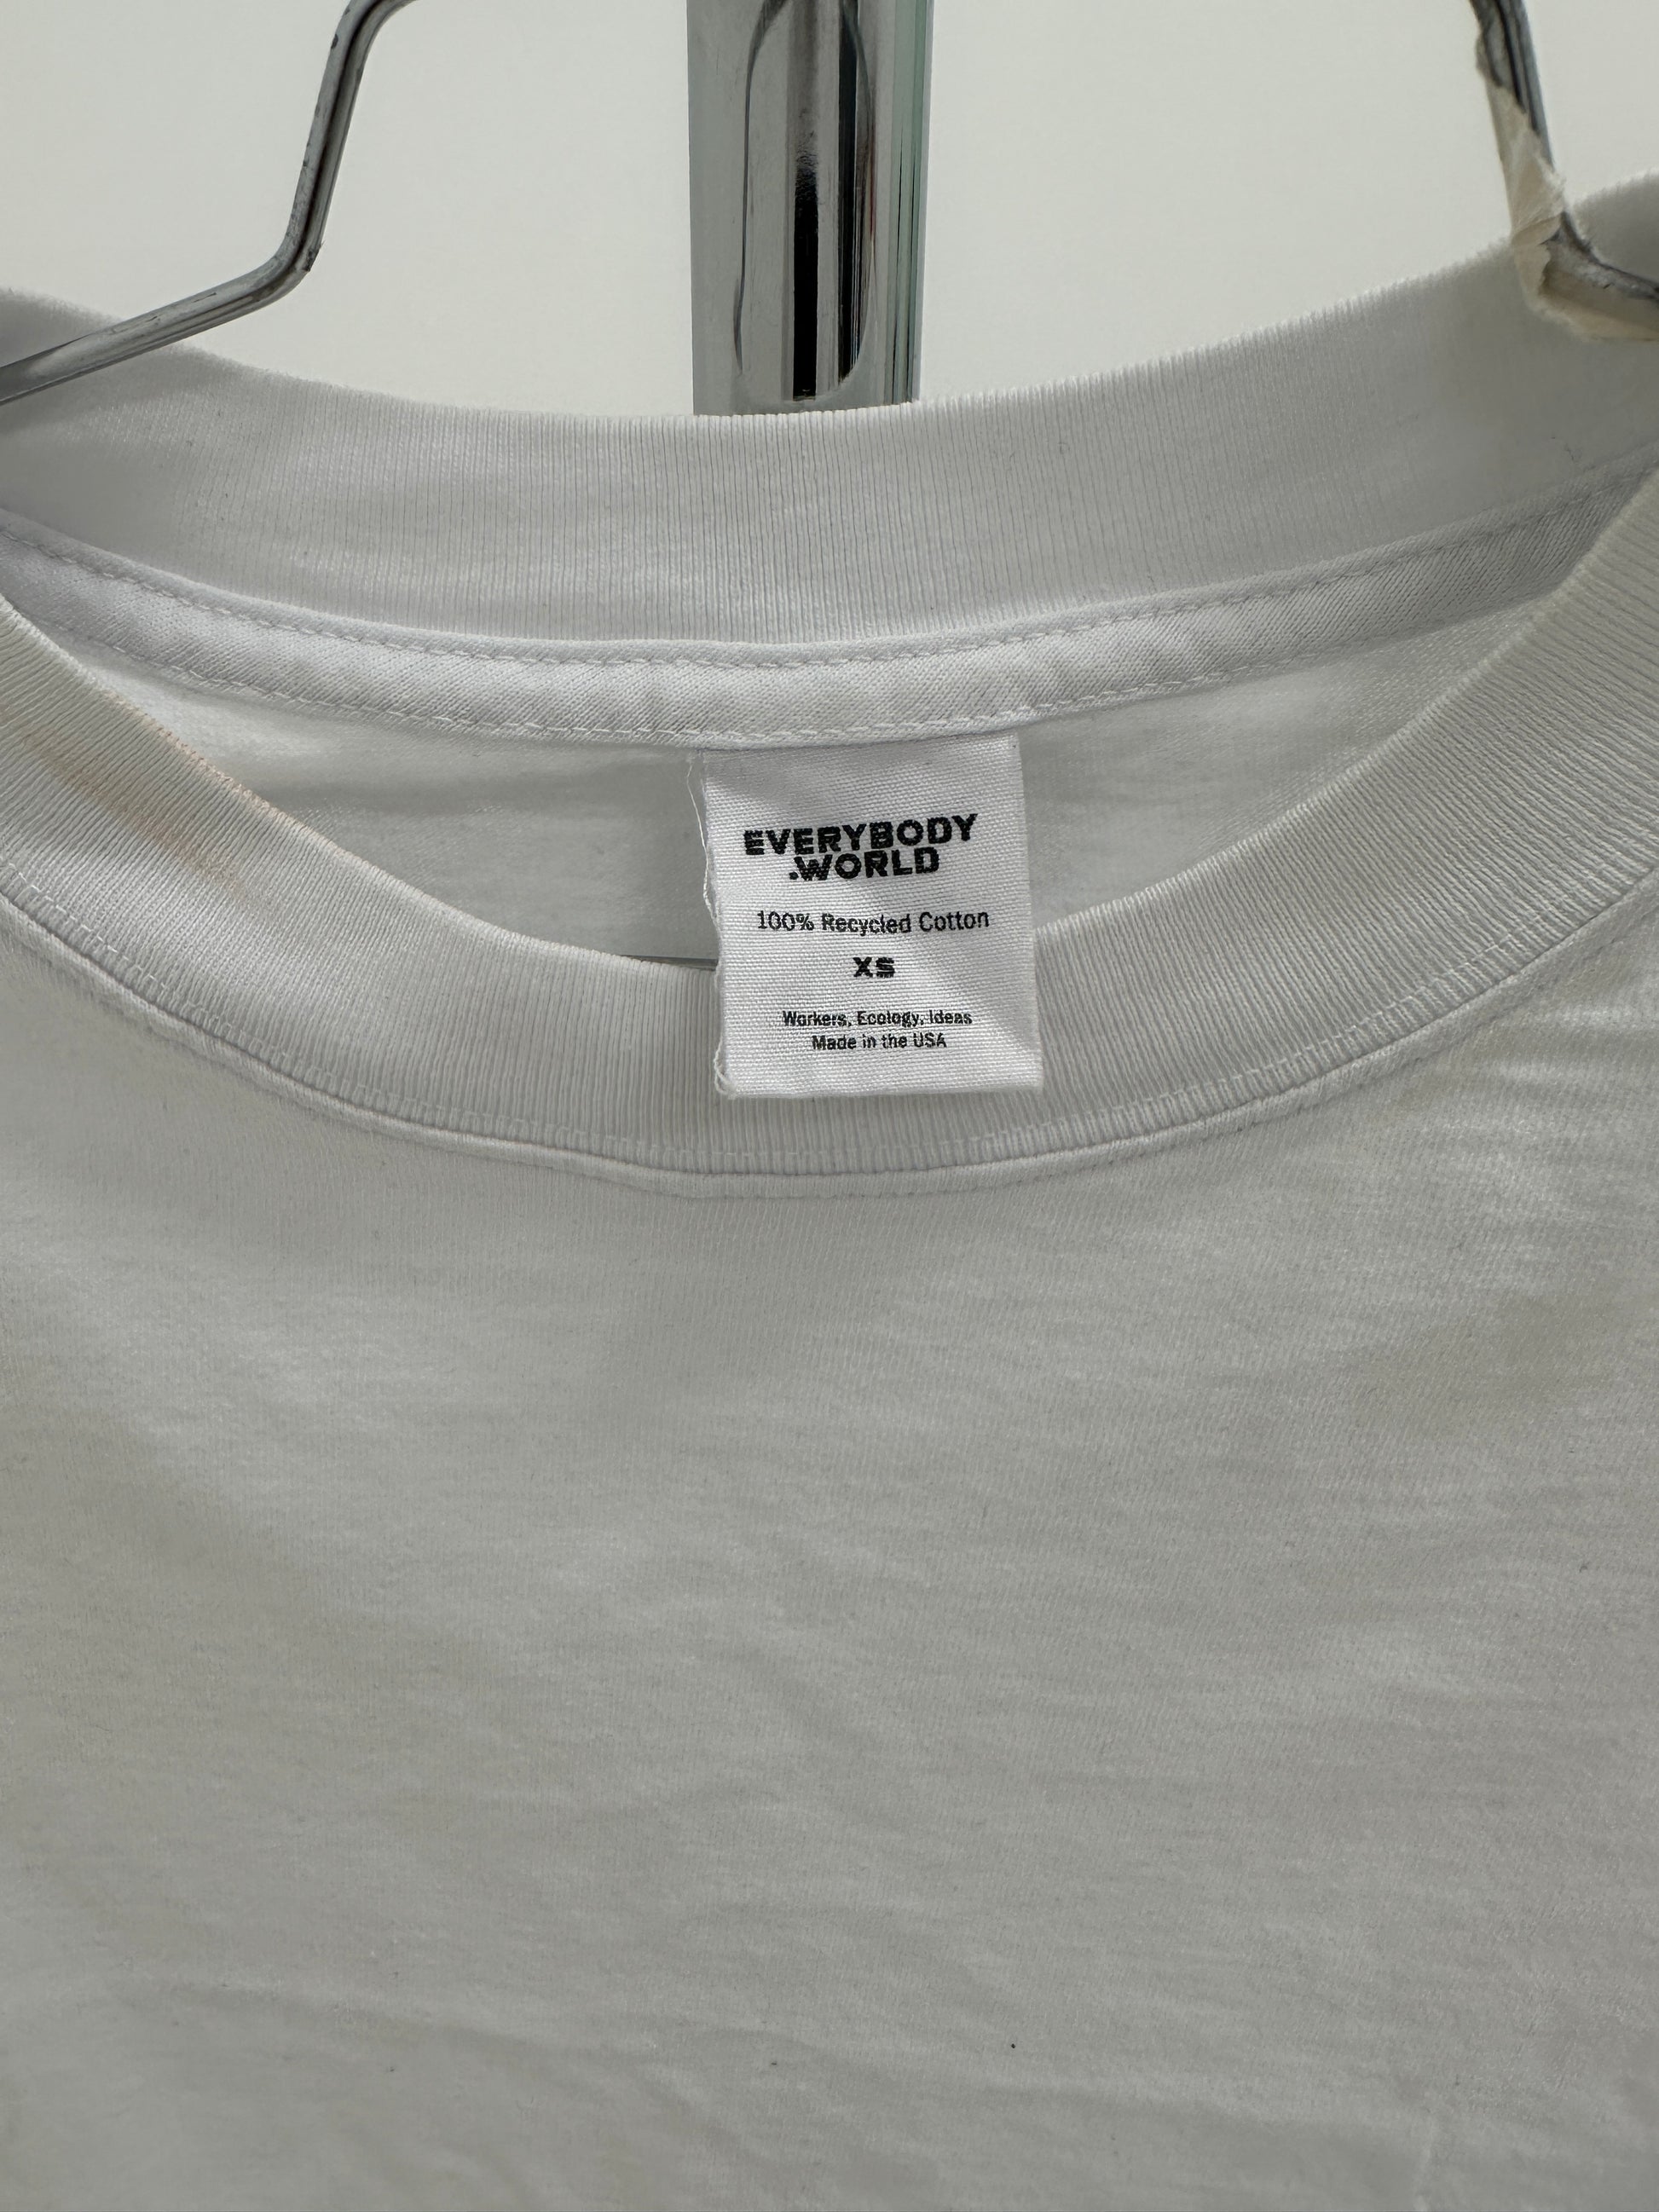 EVERYBODY
.WORLD
100% Recycled Cotton
XS
Workers, Ecology, Ideas
Made in the USA